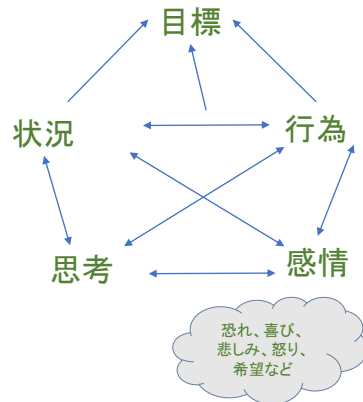 目標
状況
行為
思考
感情
恐れ、喜び、
悲しみ、怒り、
希望など